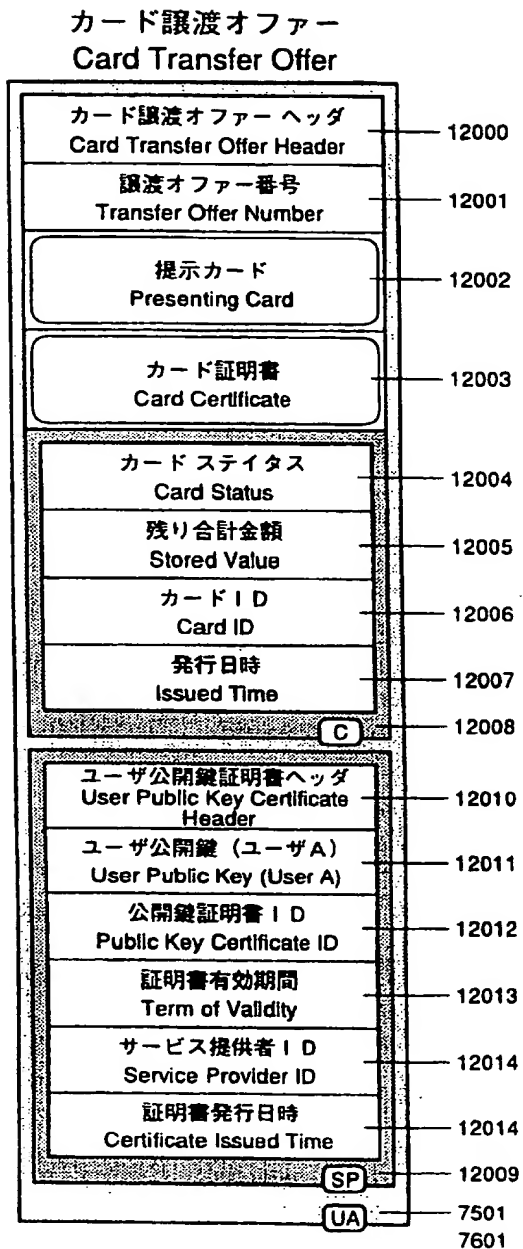 カード譲渡オファー
Card Transfer Offer
カード譲渡オファー ヘッダ
Card Transfer Offer Header
12000
譲渡オファー番号
Transfer Offer Number
12001
提示カード
Presenting Card
12002
カード証明書
Card Certificate
12003
カード ステイタス
Card Status
12004
残り合計金額
Stored Value
12005
カードID
Card ID
12006
発行日時
Issued Time
12007
C
12008
ユーザ公開鍵証明書ヘッダ
User Public Key Certificate
Header
12010
ユーザ公開鍵（ユーザA）
User Public Key (User A)
12011
公開鍵証明書ID
Public Key Certificate ID
12012
証明書有効期間
Term of Validity
12013
サービス提供者ID
Service Provider ID
12014
証明書発行日時
Certificate Issued Time
12014
SP
12009
UA
7501
7601